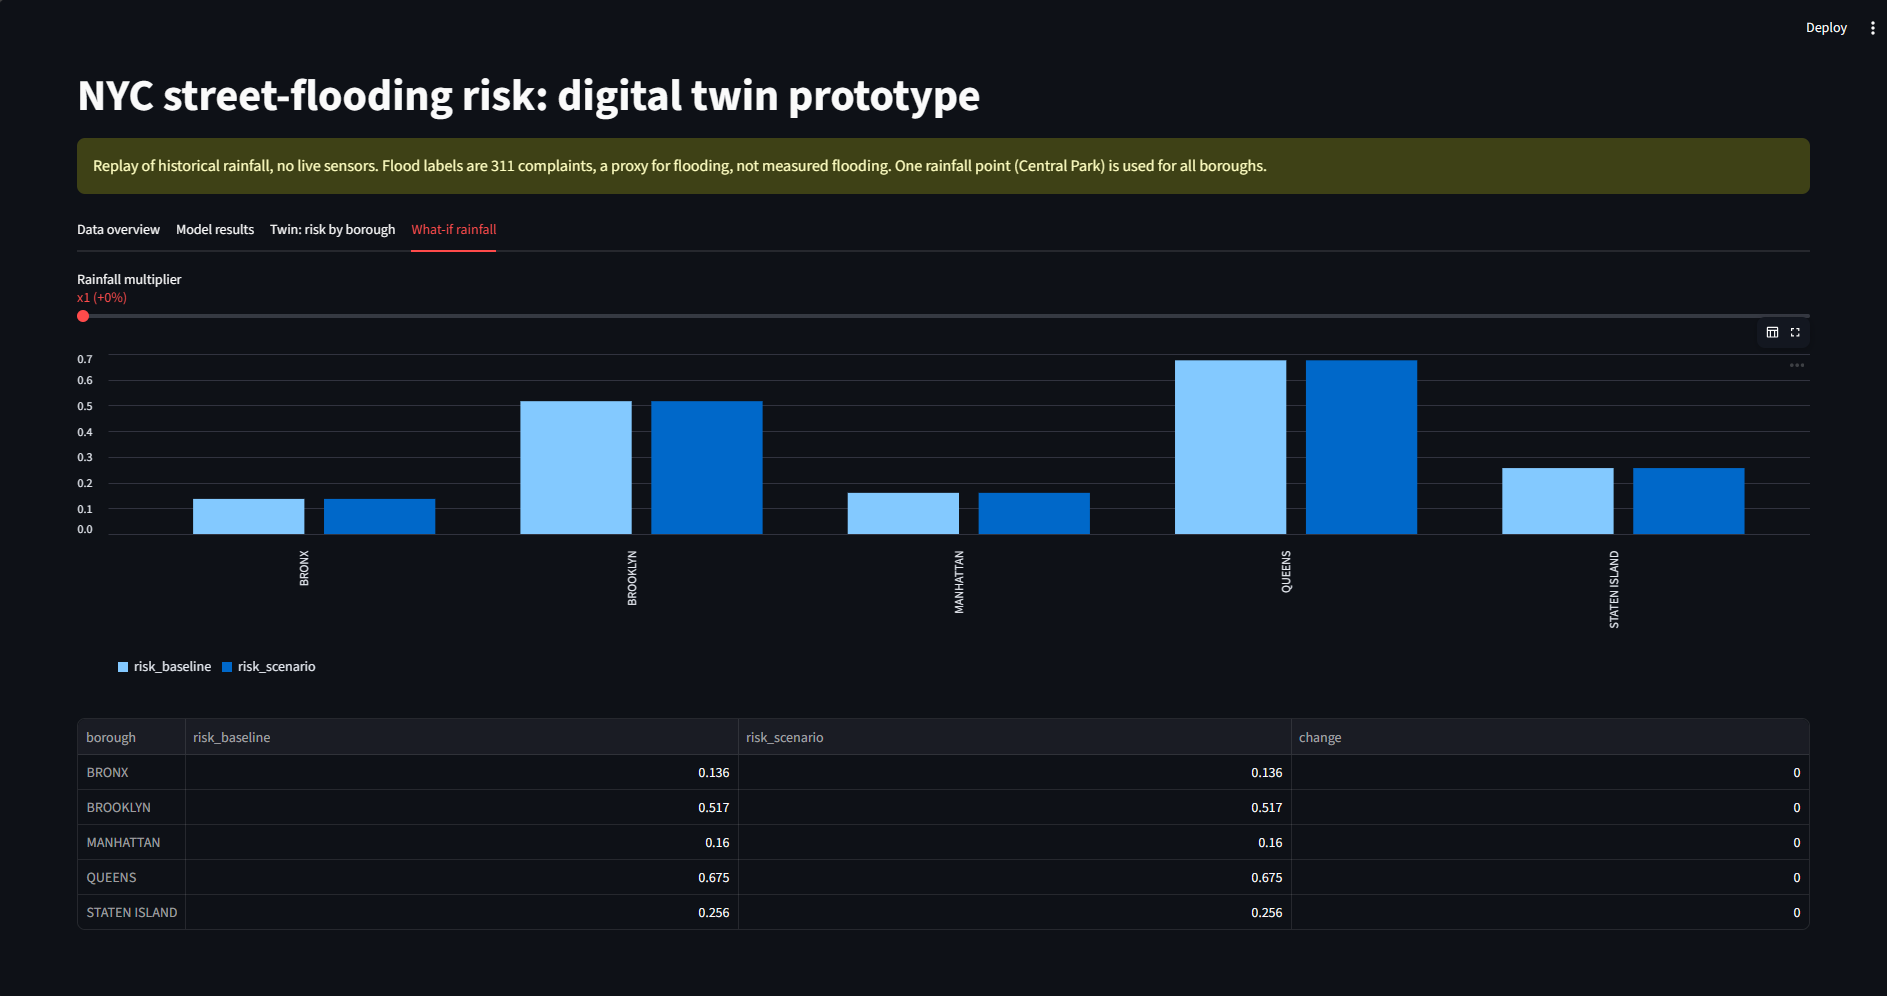 Deploy
NYC street-flooding risk: digital twin prototype
Replay of historical rainfall, no live sensors. Flood labels are 311 complaints, a proxy for flooding, not measured flooding. One rainfall point (Central Park) is used for all boroughs.
Data overview Model results Twin: risk by borough What-if rainfall
Rainfall multiplier
x1 (+0%)
0.7
0.6
0.5
0.4
0.3
0.2
0.1
0.0
BRONX BROOKLYN MANHATTAN QUEENS STATEN ISLAND
risk_baseline risk_scenario
borough risk_baseline risk_scenario change
BRONX 0.136 0.136 0
BROOKLYN 0.517 0.517 0
MANHATTAN 0.16 0.16 0
QUEENS 0.675 0.675 0
STATEN ISLAND 0.256 0.256 0